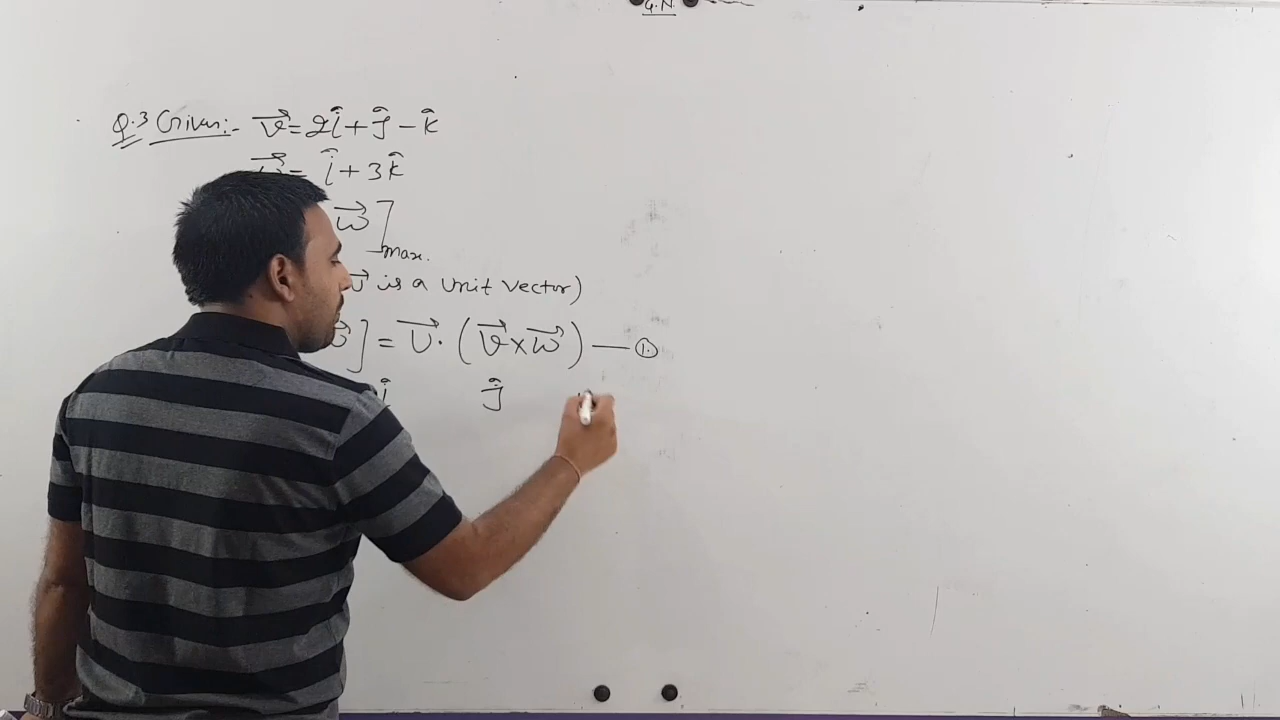 G.N.
Q.3 Given:- v⃗ = 2î + ĵ - k̂
w⃗ = î + 3k̂
w⃗ ]max.
is a unit vector)
] = U⃗ · (v⃗ × w⃗) — ①
î ĵ